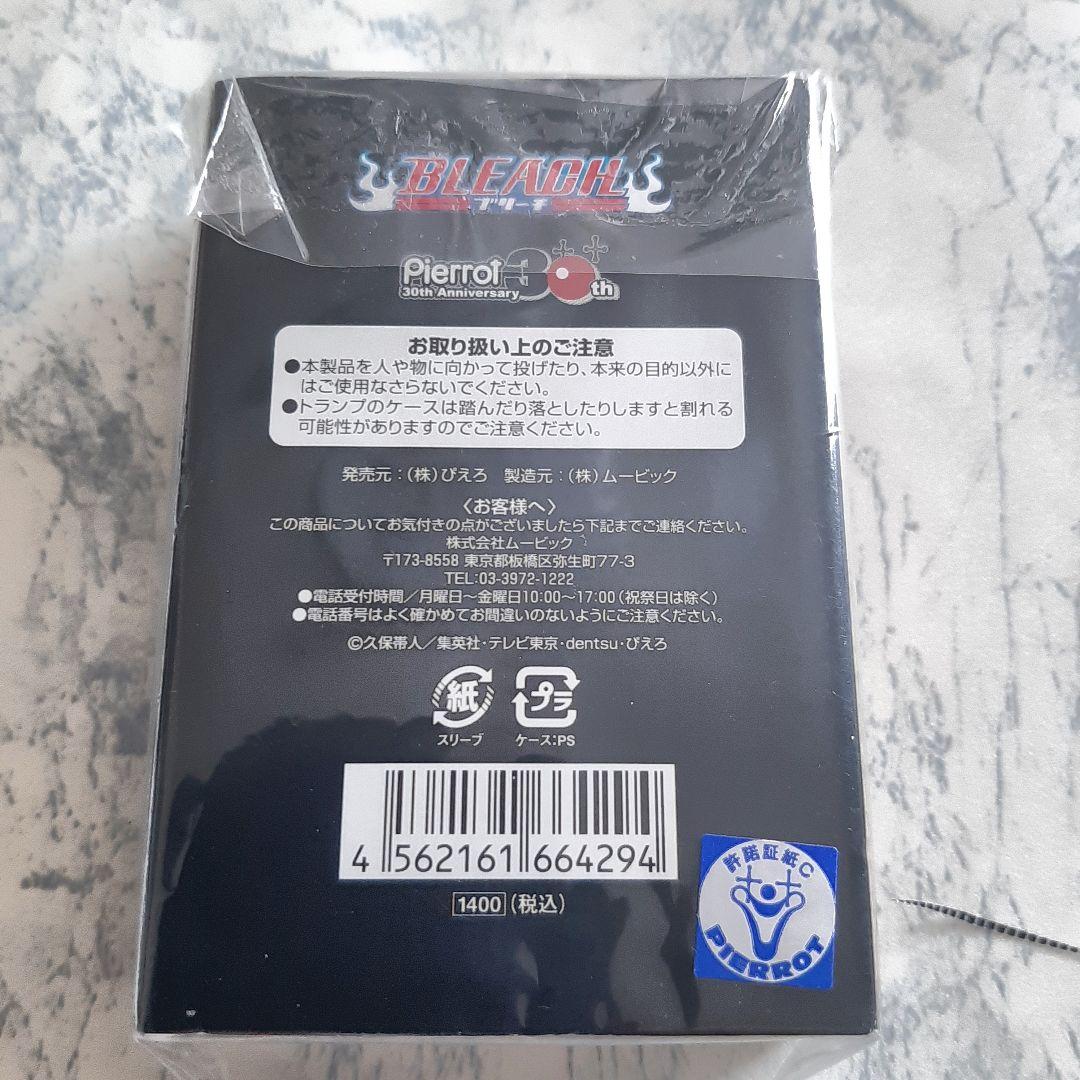 BLEACH
ブリーチ
Pierrot 30th
30th Anniversary
お取り扱い上のご注意
●本製品を人や物に向かって投げたり、本来の目的以外に
はご使用なさらないでください。
●トランプのケースは踏んだり落としたりしますと割れる
可能性がありますのでご注意ください。
発売元：(株)ぴえろ 製造元：(株)ムービック
〈お客様へ〉
この商品についてお気付きの点がございましたら下記までご連絡ください。
株式会社ムービック
〒173-8558 東京都板橋区弥生町77-3
TEL:03-3972-1222
●電話受付時間／月曜日～金曜日10:00～17:00(祝祭日は除く)
●電話番号はよく確かめてお間違いのないようにご注意ください。
©久保帯人／集英社・テレビ東京・dentsu・ぴえろ
紙 プラ
スリーブ ケース:PS
4 562161 664294
1400(税込)
許諾証紙C
PIERROT